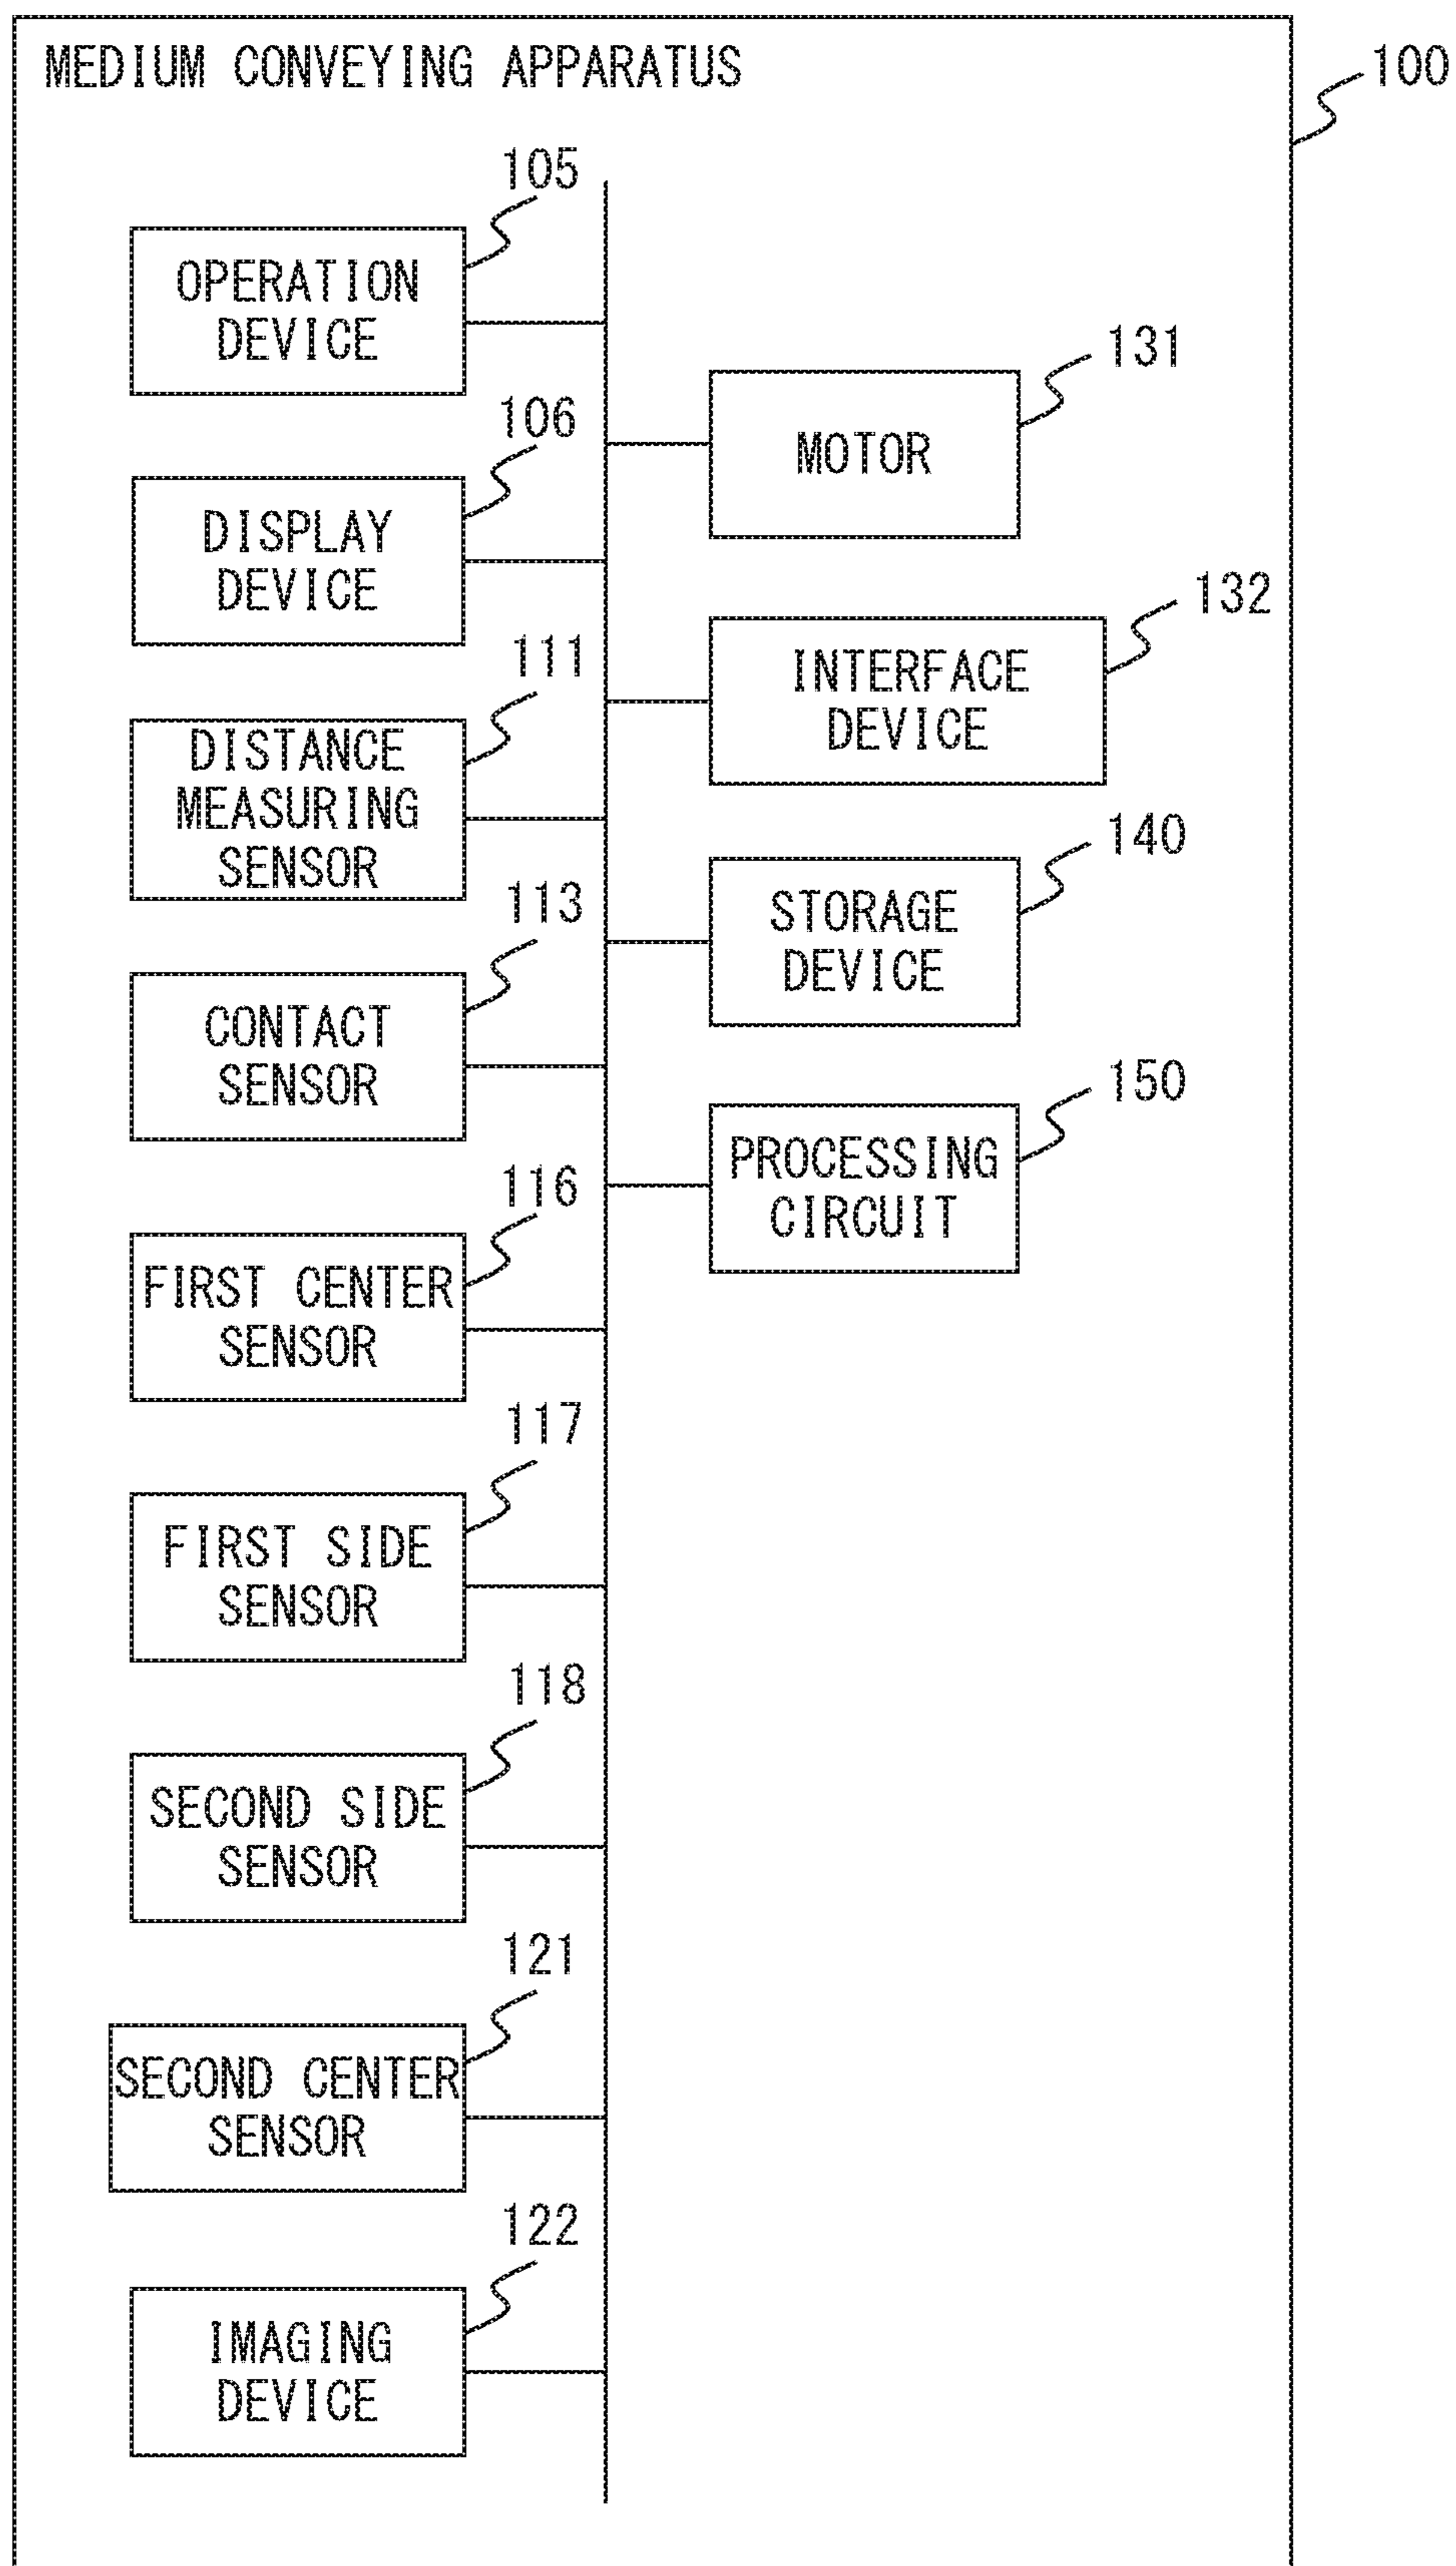 MEDIUM CONVEYING APPARATUS
100
105
OPERATION
DEVICE
106
DISPLAY
DEVICE
111
DISTANCE
MEASURING
SENSOR
113
CONTACT
SENSOR
116
FIRST CENTER
SENSOR
117
FIRST SIDE
SENSOR
118
SECOND SIDE
SENSOR
121
SECOND CENTER
SENSOR
122
IMAGING
DEVICE
131
MOTOR
132
INTERFACE
DEVICE
140
STORAGE
DEVICE
150
PROCESSING
CIRCUIT